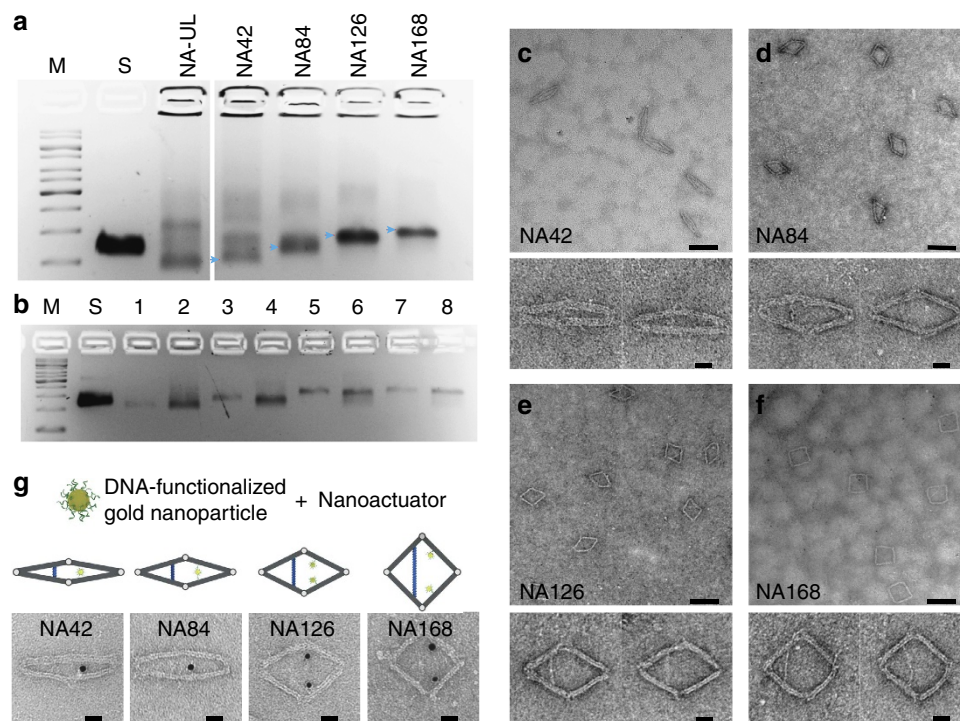 a
M S NA-UL NA42 NA84 NA126 NA168
b
M S 1 2 3 4 5 6 7 8
c
NA42
d
NA84
e
NA126
f
NA168
g
DNA-functionalized
gold nanoparticle
+ Nanoactuator
NA42 NA84 NA126 NA168